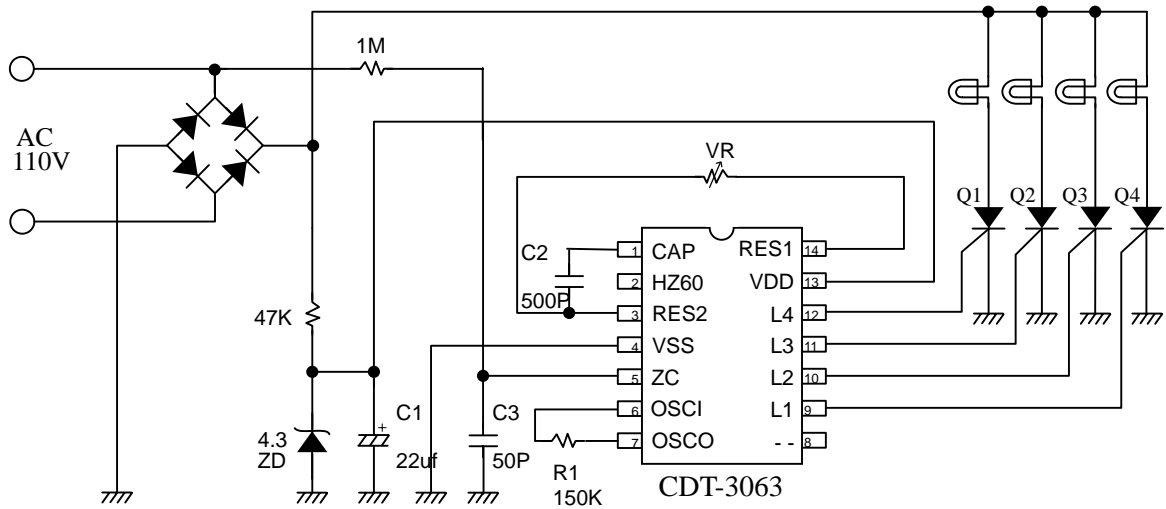 1M
AC
110V
VR
Q1
Q2
Q3
Q4
C2
500P
1 CAP
2 HZ60
3 RES2
4 VSS
5 ZC
6 OSCI
7 OSCO
RES1 14
VDD 13
L4 12
L3 11
L2 10
L1 9
- - 8
47K
4.3
ZD
C1
+
22uf
C3
50P
R1
150K
CDT-3063